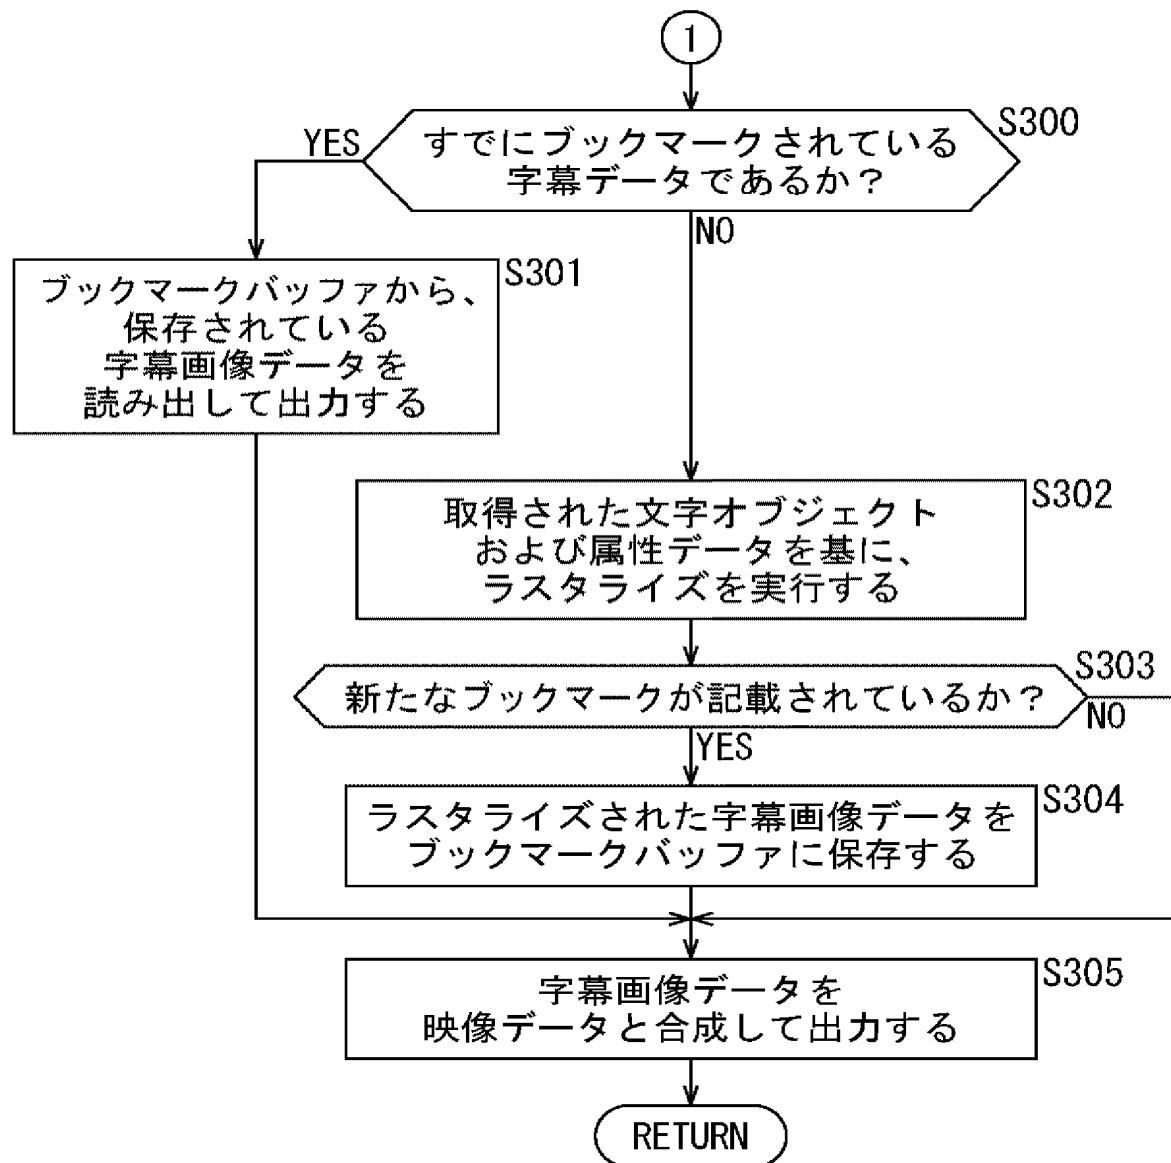 1
すでにブックマークされている
字幕データであるか？
S300
YES
NO
ブックマークバッファから、
保存されている
字幕画像データを
読み出して出力する
S301
取得された文字オブジェクト
および属性データを基に、
ラスタライズを実行する
S302
新たなブックマークが記載されているか？
S303
NO
YES
ラスタライズされた字幕画像データを
ブックマークバッファに保存する
S304
字幕画像データを
映像データと合成して出力する
S305
RETURN